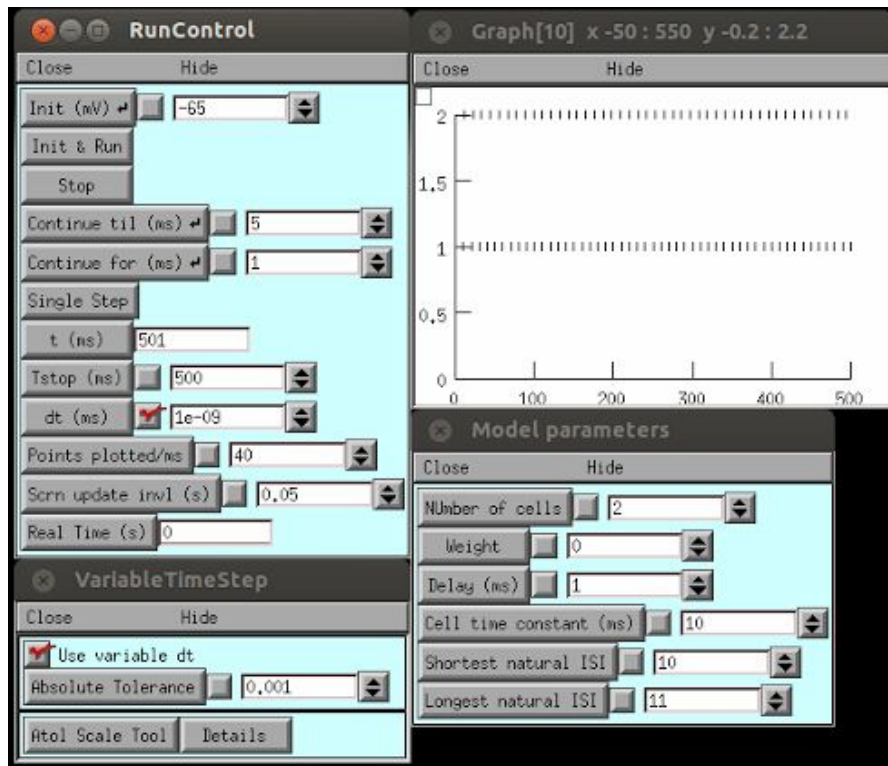 RunControl
Close Hide
Init (mV) -65
Init & Run
Stop
Continue til (ms) 5
Continue for (ms) 1
Single Step
t (ms) 501
Tstop (ms) 500
dt (ms) 1e-09
Points plotted/ms 40
Scrn update invl (s) 0.05
Real Time (s) 0
VariableTimeStep
Close Hide
Use variable dt
Absolute Tolerance 0.001
Atol Scale Tool Details
Graph[10] x -50 : 550 y -0.2 : 2.2
Close Hide
2
1.5
1
0.5
0
0 100 200 300 400 500
Model parameters
Close Hide
NUmber of cells 2
Weight 0
Delay (ms) 1
Cell time constant (ms) 10
Shortest natural ISI 10
Longest natural ISI 11